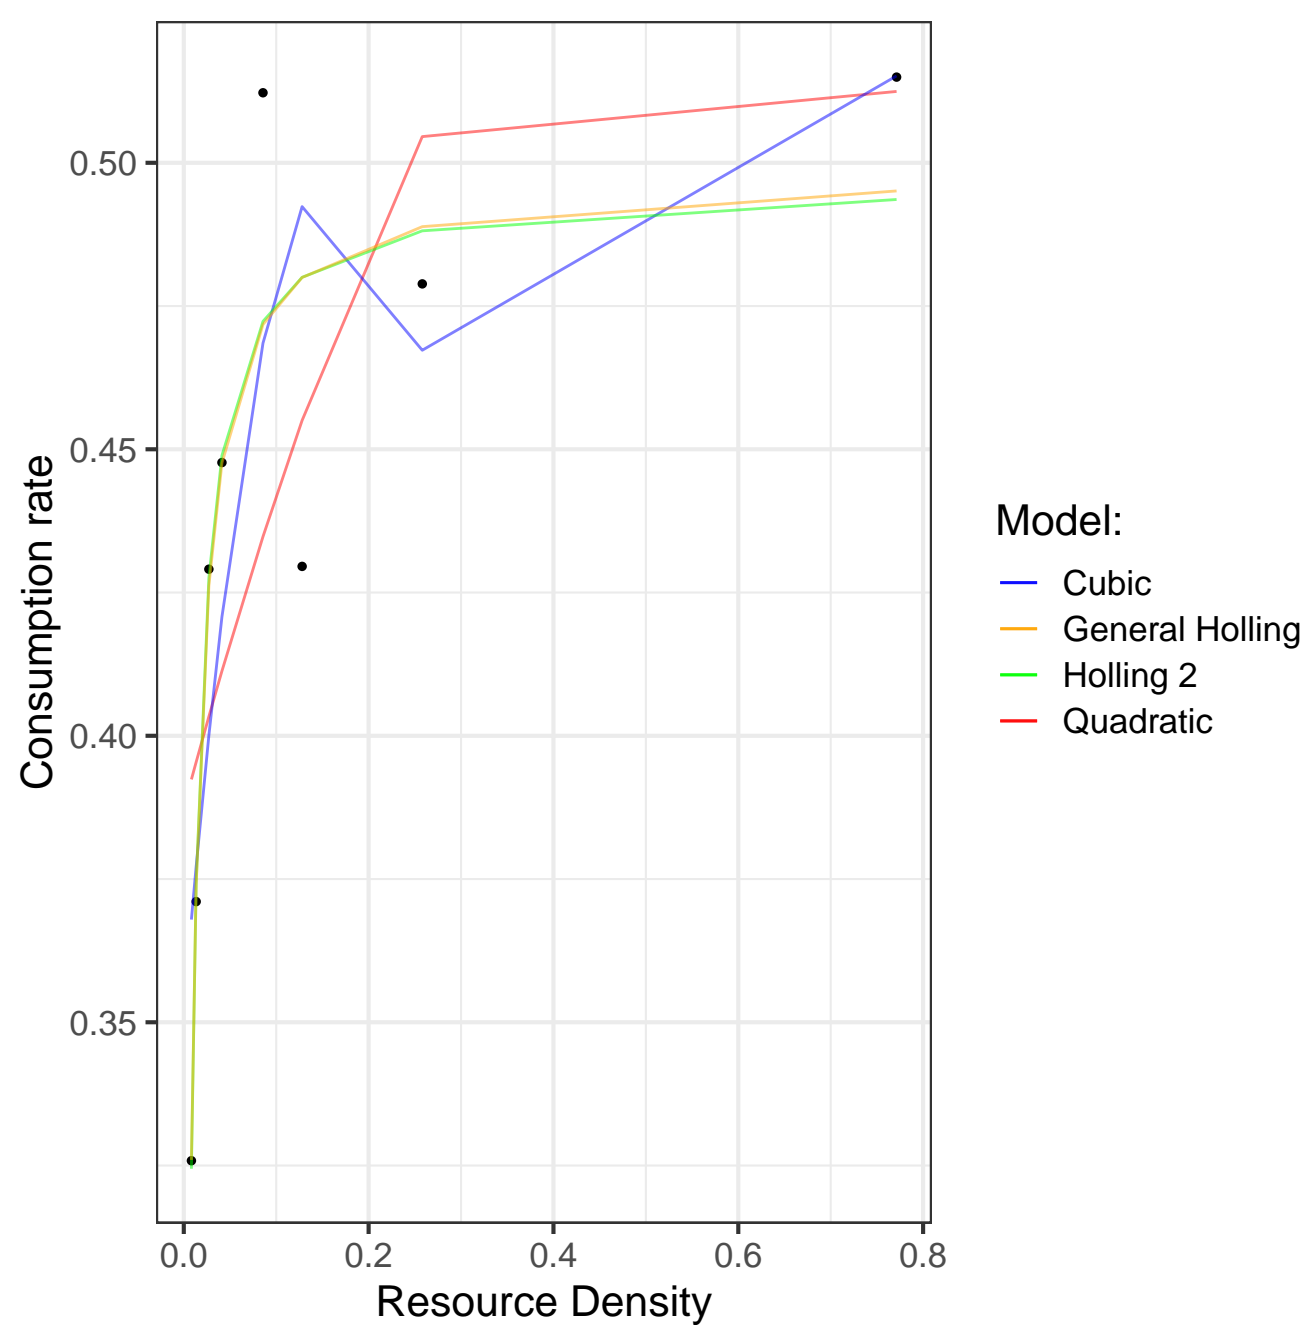 0.50
0.45
0.40
0.35
Consumption rate
0.0 0.2 0.4 0.6 0.8
Resource Density
Model:
Cubic
General Holling
Holling 2
Quadratic